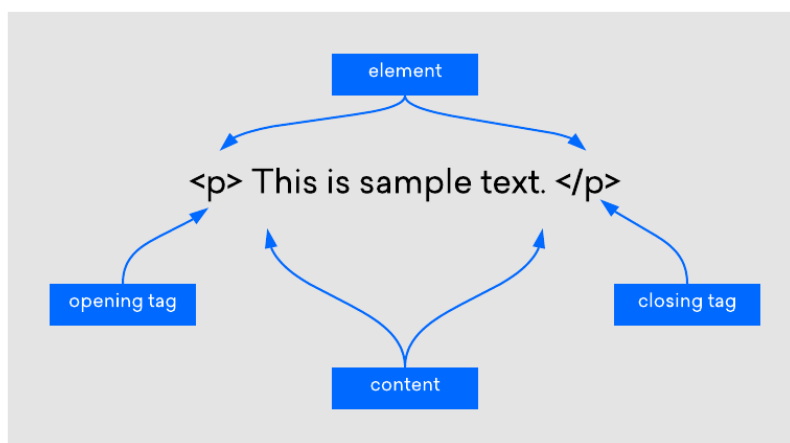 element
<p> This is sample text. </p>
opening tag
closing tag
content